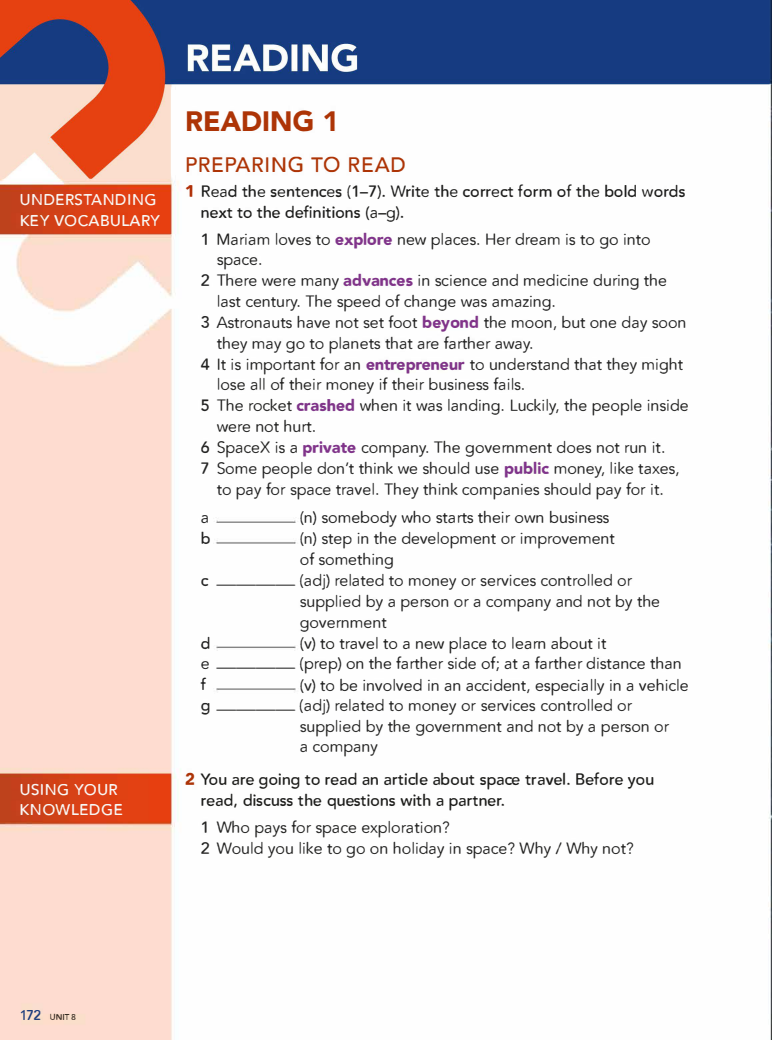 READING
READING 1
PREPARING TO READ
UNDERSTANDING
KEY VOCABULARY
1 Read the sentences (1–7). Write the correct form of the bold words
next to the definitions (a–g).
1 Mariam loves to explore new places. Her dream is to go into
space.
2 There were many advances in science and medicine during the
last century. The speed of change was amazing.
3 Astronauts have not set foot beyond the moon, but one day soon
they may go to planets that are farther away.
4 It is important for an entrepreneur to understand that they might
lose all of their money if their business fails.
5 The rocket crashed when it was landing. Luckily, the people inside
were not hurt.
6 SpaceX is a private company. The government does not run it.
7 Some people don't think we should use public money, like taxes,
to pay for space travel. They think companies should pay for it.
a __________ (n) somebody who starts their own business
b __________ (n) step in the development or improvement
of something
c __________ (adj) related to money or services controlled or
supplied by a person or a company and not by the
government
d __________ (v) to travel to a new place to learn about it
e __________ (prep) on the farther side of; at a farther distance than
f __________ (v) to be involved in an accident, especially in a vehicle
g __________ (adj) related to money or services controlled or
supplied by the government and not by a person or
a company
USING YOUR
KNOWLEDGE
2 You are going to read an article about space travel. Before you
read, discuss the questions with a partner.
1 Who pays for space exploration?
2 Would you like to go on holiday in space? Why / Why not?
172 UNIT 8